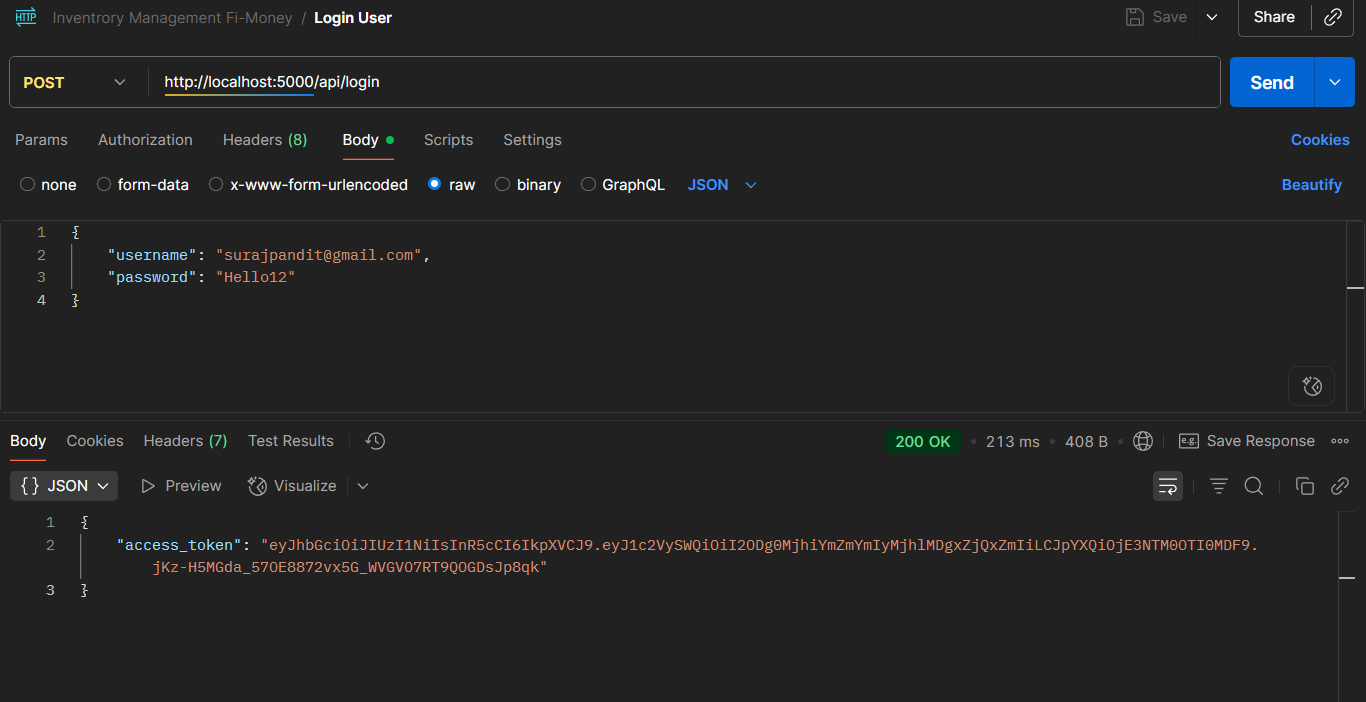 HTTP Inventrory Management Fi-Money / Login User Save Share
POST http://localhost:5000/api/login Send
Params Authorization Headers (8) Body Scripts Settings Cookies
none form-data x-www-form-urlencoded raw binary GraphQL JSON Beautify
1 {
2 "username": "surajpandit@gmail.com",
3 "password": "Hello12"
4 }
Body Cookies Headers (7) Test Results 200 OK • 213 ms • 408 B • e.g. Save Response
{} JSON Preview Visualize
1 {
2 "access_token": "eyJhbGciOiJIUzI1NiIsInR5cCI6IkpXVCJ9.eyJ1c2VySWQiOiI2ODg0MjhiYmZmYmIyMjhlMDgxZjQxZmIiLCJpYXQiOjE3NTM0OTI0MDF9.
jKz-H5MGda_57OE8872vx5G_WVGVO7RT9QOGDsJp8qk"
3 }